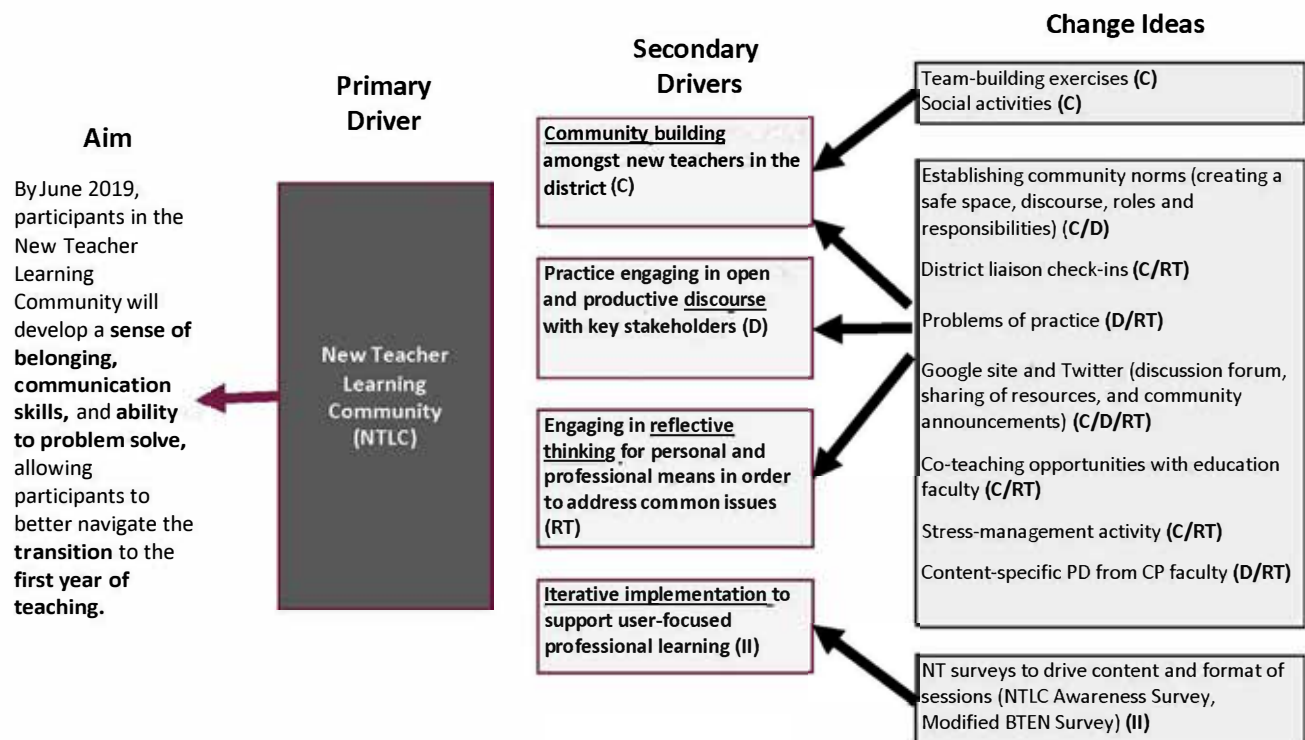 Aim
By June 2019,
participants in the
New Teacher
Learning
Community will
develop a sense of
belonging,
communication
skills, and ability
to problem solve,
allowing
participants to
better navigate the
transition to the
first year of
teaching.
Primary
Driver
New Teacher
Learning
Community
(NTLC)
Secondary
Drivers
Community building
amongst new teachers in the
district (C)
Practice engaging in open
and productive discourse
with key stakeholders (D)
Engaging in reflective
thinking for personal and
professional means in order
to address common issues
(RT)
Iterative implementation to
support user-focused
professional learning (II)
Change Ideas
Team-building exercises (C)
Social activities (C)
Establishing community norms (creating a
safe space, discourse, roles and
responsibilities) (C/D)
District liaison check-ins (C/RT)
Problems of practice (D/RT)
Google site and Twitter (discussion forum,
sharing of resources, and community
announcements) (C/D/RT)
Co-teaching opportunities with education
faculty (C/RT)
Stress-management activity (C/RT)
Content-specific PD from CP faculty (D/RT)
NT surveys to drive content and format of
sessions (NTLC Awareness Survey,
Modified BTEN Survey) (II)